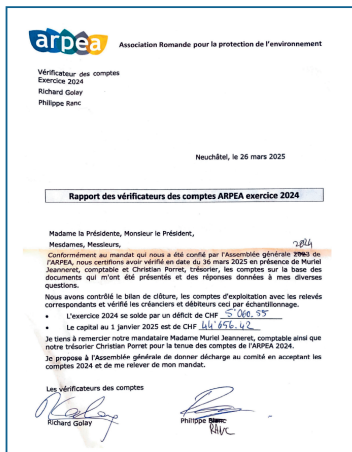 arpea Association Romande pour la protection de l'environnement
Vérificateur des comptes
Exercice 2024
Richard Golay
Philippe Ranc
Neuchâtel, le 26 mars 2025
Rapport des vérificateurs des comptes ARPEA exercice 2024
Madame la Présidente, Monsieur le Président,
Mesdames, Messieurs,
2024
Conformément au mandat qui nous a été confié par l'Assemblée générale 2023 de
l'ARPEA, nous certifions avoir vérifié en date du 36 mars 2025 en présence de Muriel
Jeanneret, comptable et Christian Porret, trésorier, les comptes sur la base des
documents qui m'ont été présentés et des réponses données à mes diverses
questions.
Nous avons contrôlé le bilan de clôture, les comptes d'exploitation avec les relevés
correspondants et vérifié les créanciers et débiteurs ceci par échantillonnage.
• L'exercice 2024 se solde par un déficit de CHF 5'060.55
• Le capital au 1 janvier 2025 est de CHF 44'656.42
Je tiens à remercier notre mandataire Madame Muriel Jeanneret, comptable ainsi que
notre trésorier Christian Porret pour la tenue des comptes de l'ARPEA 2024.
Je propose à l'Assemblée générale de donner décharge au comité en acceptant les
comptes 2024 et de me relever de mon mandat.
Les vérificateurs des comptes
Richard Golay Philippe Blanc
RANC